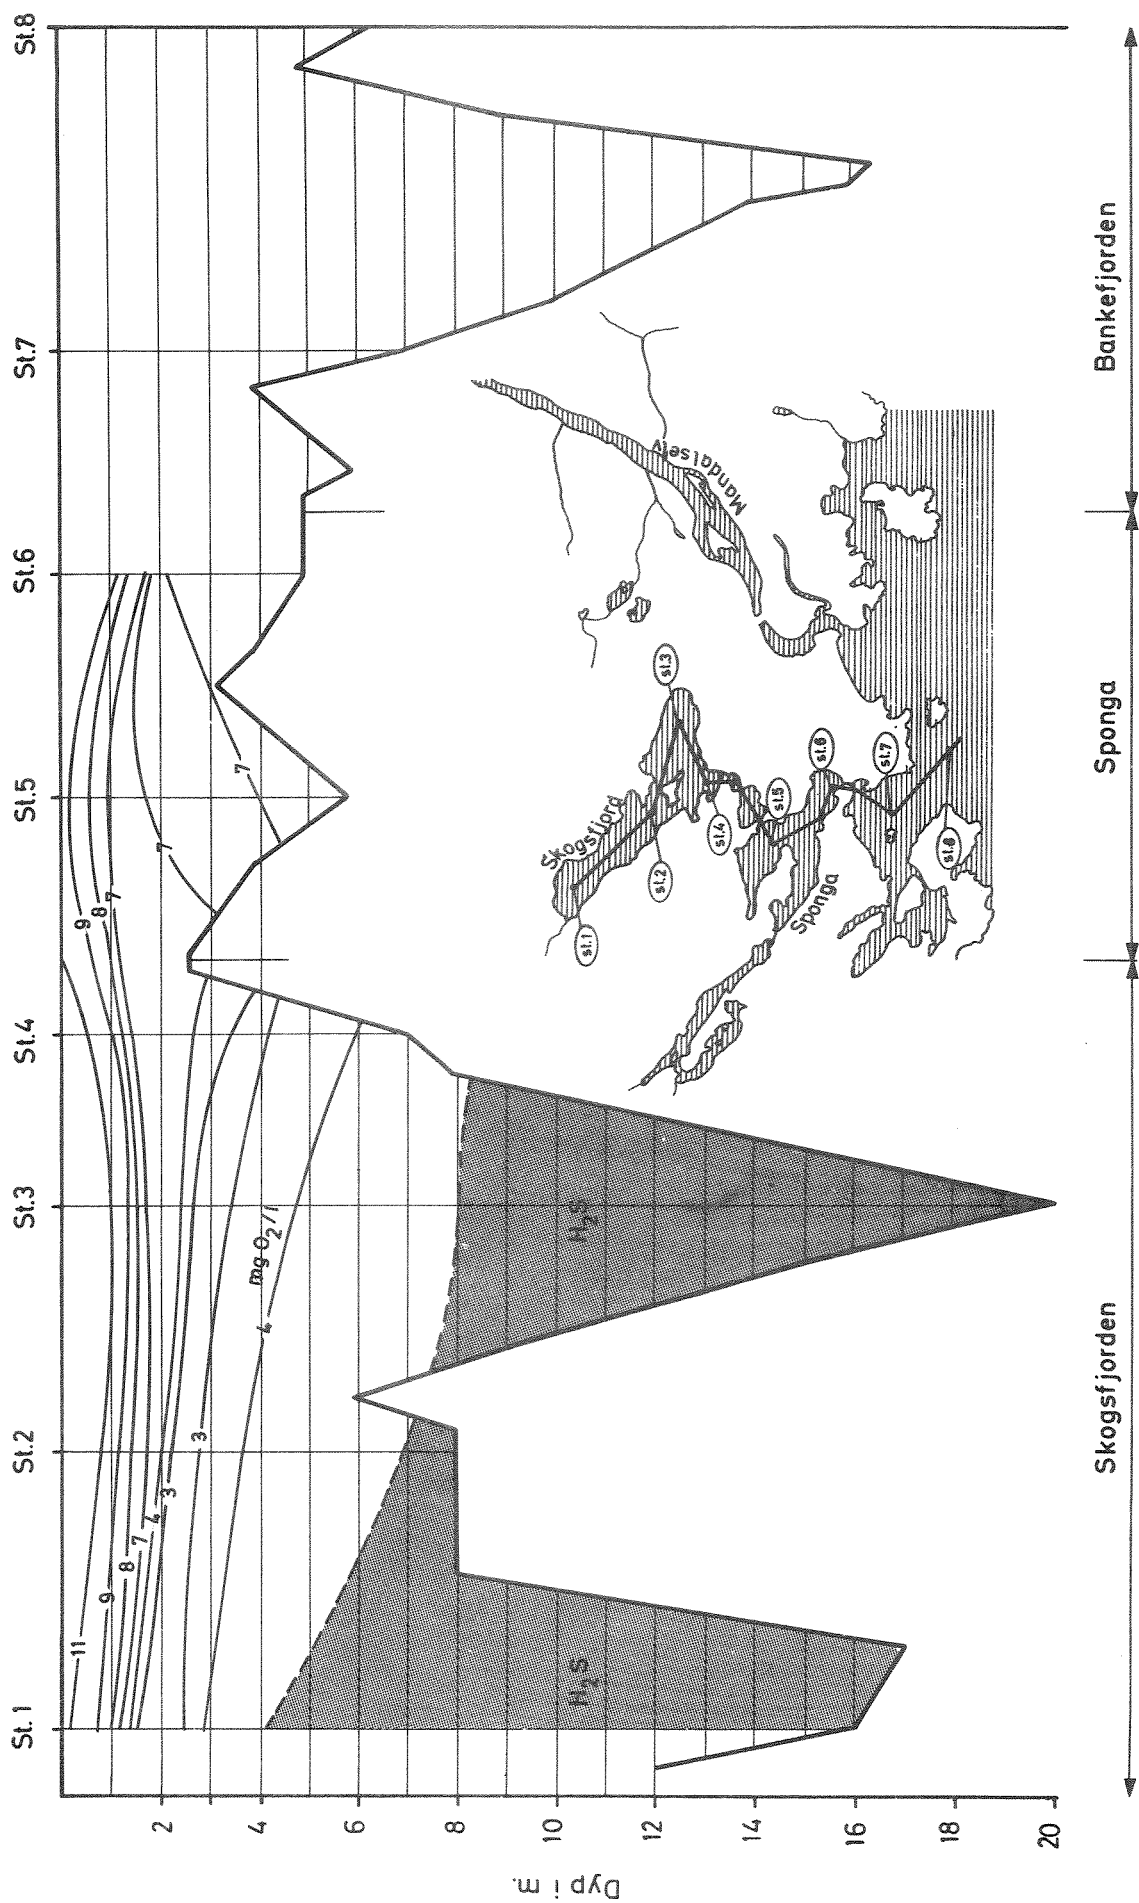 St.1 St.2 St.3 St.4 St.5 St.6 St.7 St.8
Dyp i m.
2
4
6
8
10
12
14
16
18
20
11
9
8
7
4
3
3
4
mg O2/l
9
8
7
7
7
H2S
H2S
Skogsfjord
st.1
st.2
st.3
st.4
st.5
st.6
st.7
st.8
Sponga
Mandalselv
Skogsfjorden
Sponga
Bankefjorden